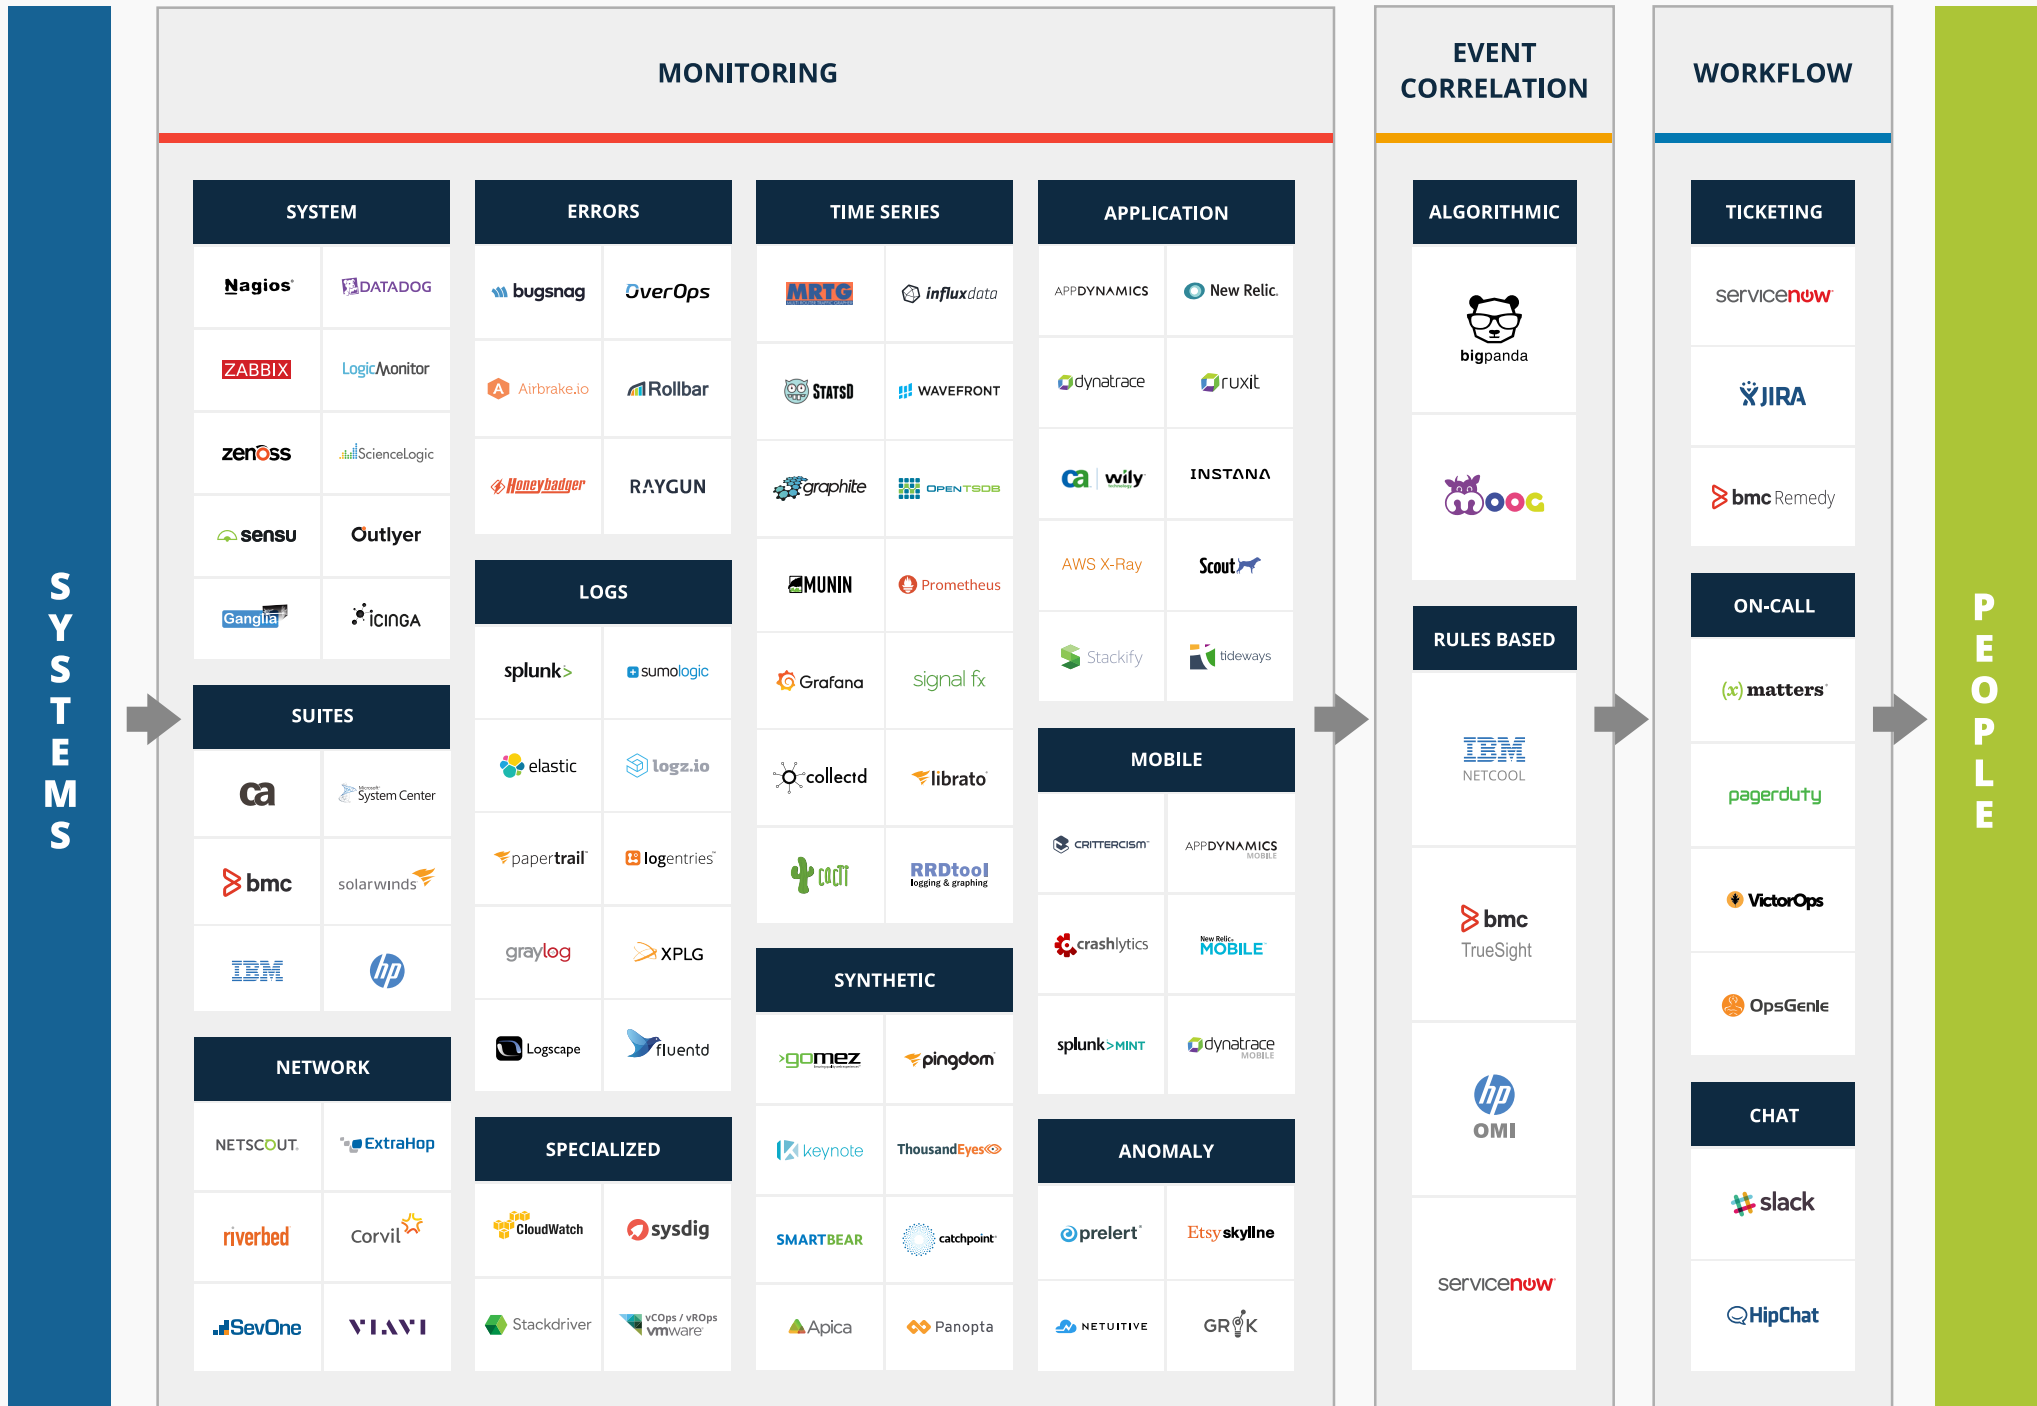 SYSTEMS
MONITORING
SYSTEM
Nagios®
DATADOG
ZABBIX
LogicMonitor
zenoss
ScienceLogic
sensu
Outlyer
Ganglia
ICINGA
SUITES
ca
Microsoft
System Center
bmc
solarwinds
IBM
hp
NETWORK
NETSCOUT.
ExtraHop
riverbed
Corvil
SevOne
VIAVI
ERRORS
bugsnag
OverOps
Airbrake.io
Rollbar
Honeybadger
RAYGUN
LOGS
splunk>
sumologic
elastic
logz.io
papertrail
logentries™
graylog
XPLG
Logscape
fluentd
SPECIALIZED
CloudWatch
sysdig
Stackdriver
vCOps / vROps
vmware
TIME SERIES
MRTG
influxdata
STATSD
WAVEFRONT
graphite
OPENTSDB
MUNIN
Prometheus
Grafana
signal fx
collectd
librato
cacti
RRDtool
logging & graphing
SYNTHETIC
>gomez
pingdom
keynote
ThousandEyes
SMARTBEAR
catchpoint
Apica
Panopta
APPLICATION
APPDYNAMICS
New Relic.
dynatrace
ruxit
ca wily
technology
INSTANA
AWS X-Ray
Scout
Stackify
tideways
MOBILE
CRITTERCISM
APPDYNAMICS
MOBILE
crashlytics
New Relic.
MOBILE
splunk>MINT
dynatrace
MOBILE
ANOMALY
prelert
Etsy skyline
NETUITIVE
GROK
EVENT
CORRELATION
ALGORITHMIC
bigpanda
MOOG
RULES BASED
IBM
NETCOOL
bmc
TrueSight
hp
OMI
servicenow
WORKFLOW
TICKETING
servicenow
JIRA
bmc Remedy
ON-CALL
(x) matters
pagerduty
VictorOps
OpsGenie
CHAT
slack
HipChat
PEOPLE